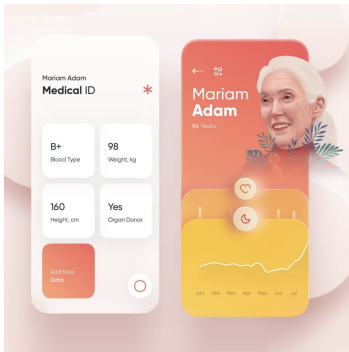 Mariam Adam
Medical ID
B+
Blood Type
98
Weight, kg
160
Height, cm
Yes
Organ Donor
Add New
Data
Mariam
Adam
86 Years
Jan Feb Mar Apr May Jun Jul